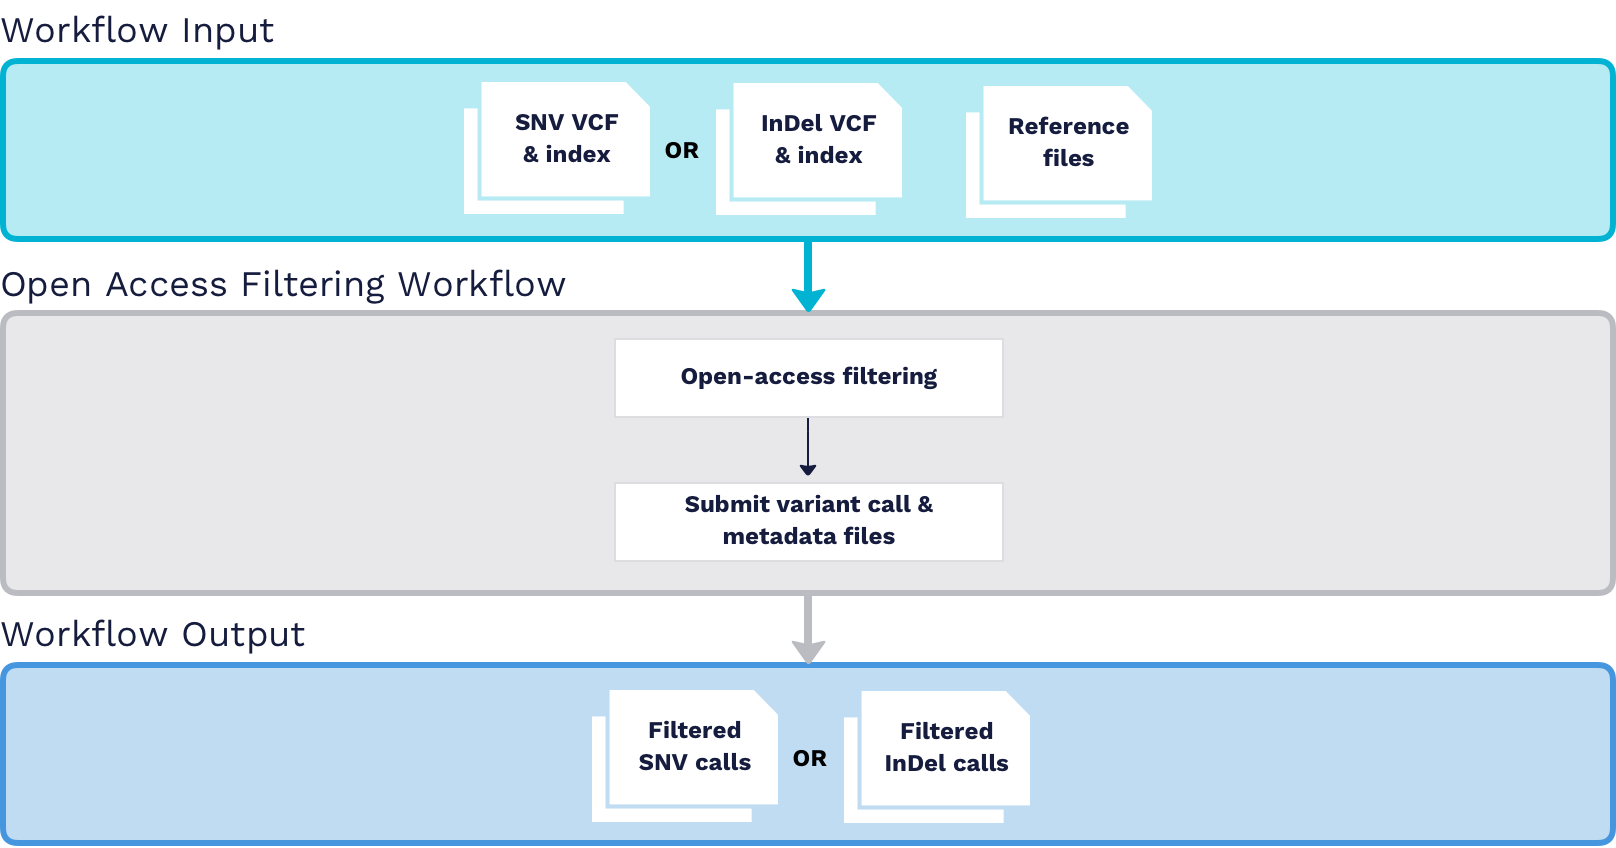 Workflow Input
SNV VCF
& index
OR
InDel VCF
& index
Reference
files
Open Access Filtering Workflow
Open-access filtering
Submit variant call &
metadata files
Workflow Output
Filtered
SNV calls
OR
Filtered
InDel calls